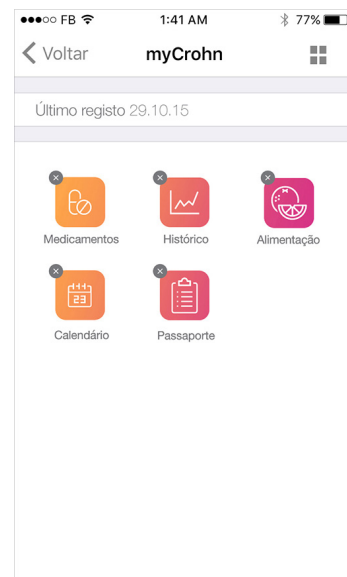 FB 1:41 AM 77%
Voltar myCrohn
Último registo 29.10.15
Medicamentos Histórico Alimentação
23
Calendário Passaporte